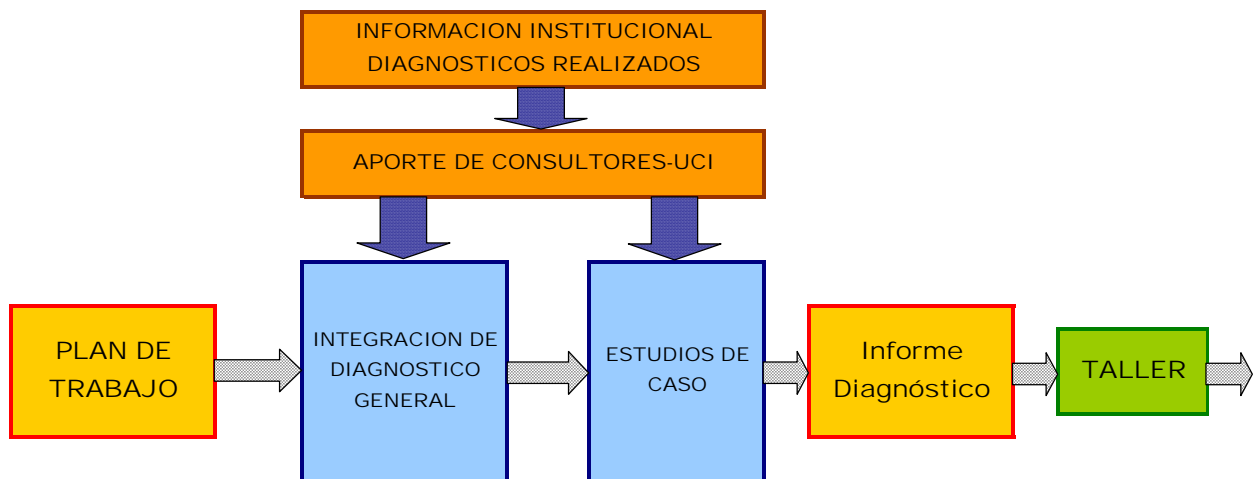 INFORMACION INSTITUCIONAL
DIAGNOSTICOS REALIZADOS
APORTE DE CONSULTORES-UCI
PLAN DE
TRABAJO
INTEGRACION DE
DIAGNOSTICO
GENERAL
ESTUDIOS DE
CASO
Informe
Diagnóstico
TALLER